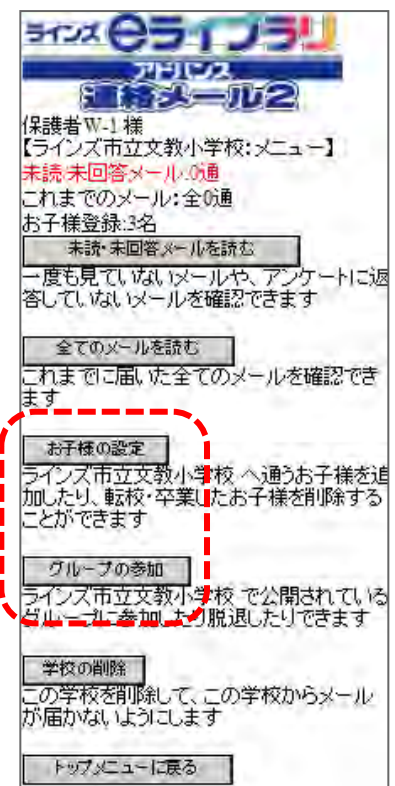 ラインズeライブラリ
アドバンス
連絡メール2
保護者W-1 様
【ラインズ市立文教小学校:メニュー】
未読・未回答メール:0通
これまでのメール:全0通
お子様登録:3名
未読・未回答メールを読む
一度も見ていないメールや、アンケートに返
答していないメールを確認できます
全てのメールを読む
これまでに届いた全てのメールを確認でき
ます
お子様の設定
ラインズ市立文教小学校 へ通うお子様を追
加したり、転校・卒業したお子様を削除する
ことができます
グループの参加
ラインズ市立文教小学校 で公開されている
グループに参加したり脱退したりできます
学校の削除
この学校を削除して、この学校からメール
が届かないようにします
トップメニューに戻る